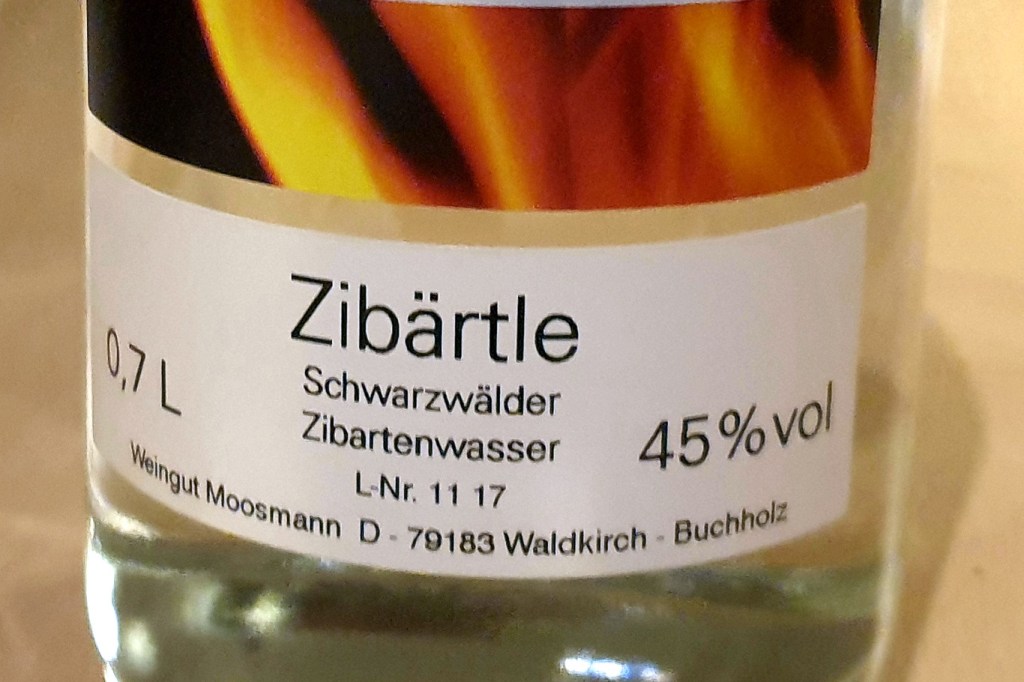 Zibärtle
Schwarzwälder
Zibartenwasser
0,7 L
45%vol
L-Nr. 11 17
Weingut Moosmann D - 79183 Waldkirch - Buchholz